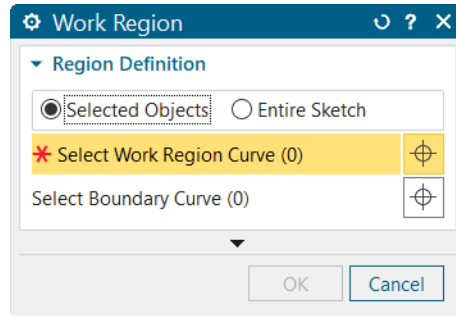 Work Region
Region Definition
Selected Objects Entire Sketch
* Select Work Region Curve (0)
Select Boundary Curve (0)
OK Cancel